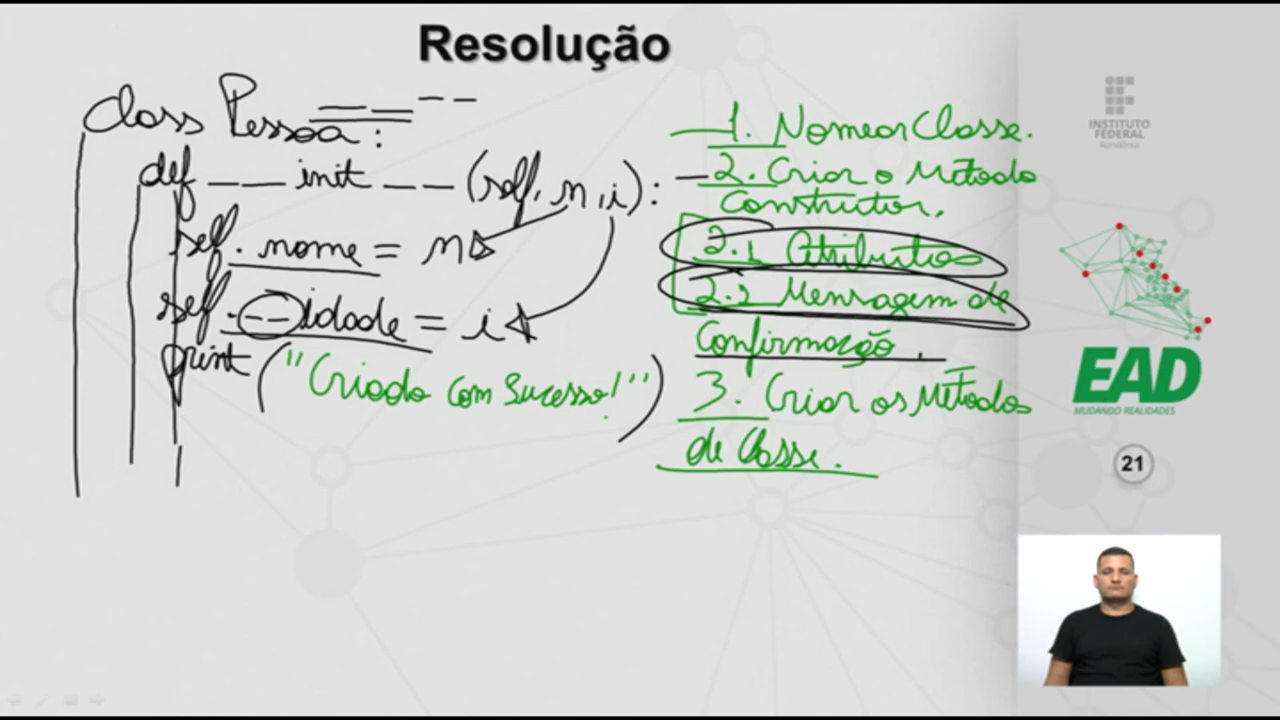 Resolução
class Pessoa:
def __init__(self, n, i):
self.nome = n
self.__idade = i
print("Criado com Sucesso!")
1. Nomear Classe.
2. Criar o Método
Construtor.
2.1 Atributos
2.2 Mensagem de
Confirmação.
3. Criar os Métodos
de Classe.
INSTITUTO
FEDERAL
Rondônia
EAD
MUDANDO REALIDADES
21